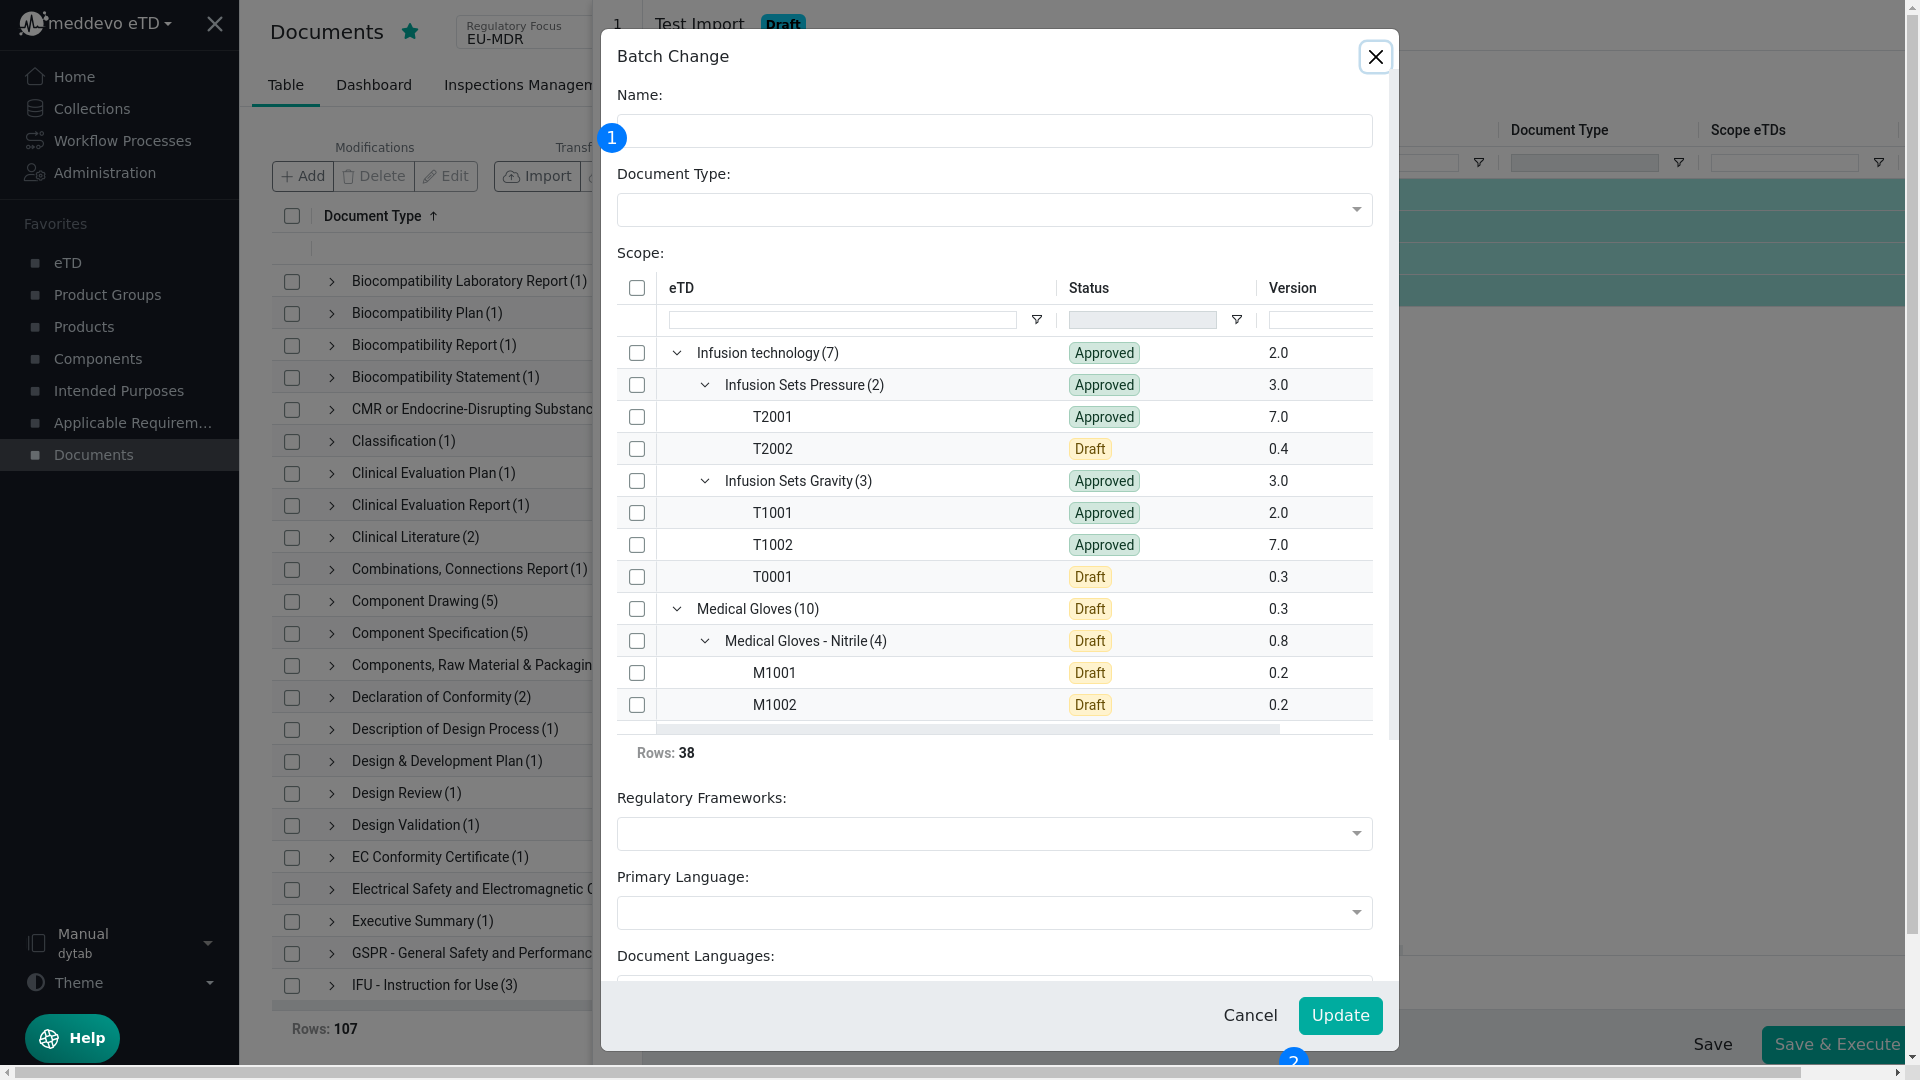 meddevo eTD
Home
Collections
Workflow Processes
Administration
Favorites
eTD
Product Groups
Products
Components
Intended Purposes
Applicable Requirem...
Documents
Manual
dytab
Theme
Help
Documents
Regulatory Focus
EU-MDR
Table
Dashboard
Inspections Managem
Modifications
Transf
Add
Delete
Edit
Import
Document Type
Biocompatibility Laboratory Report (1)
Biocompatibility Plan (1)
Biocompatibility Report (1)
Biocompatibility Statement (1)
CMR or Endocrine-Disrupting Substanc
Classification (1)
Clinical Evaluation Plan (1)
Clinical Evaluation Report (1)
Clinical Literature (2)
Combinations, Connections Report (1)
Component Drawing (5)
Component Specification (5)
Components, Raw Material & Packagin
Declaration of Conformity (2)
Description of Design Process (1)
Design & Development Plan (1)
Design Review (1)
Design Validation (1)
EC Conformity Certificate (1)
Electrical Safety and Electromagnetic C
Executive Summary (1)
GSPR - General Safety and Performanc
IFU - Instruction for Use (3)
Rows: 107
1
Test Import
Draft
Batch Change
Name:
1
Document Type:
Scope:
eTD Status Version
Infusion technology (7) Approved 2.0
Infusion Sets Pressure (2) Approved 3.0
T2001 Approved 7.0
T2002 Draft 0.4
Infusion Sets Gravity (3) Approved 3.0
T1001 Approved 2.0
T1002 Approved 7.0
T0001 Draft 0.3
Medical Gloves (10) Draft 0.3
Medical Gloves - Nitrile (4) Draft 0.8
M1001 Draft 0.2
M1002 Draft 0.2
Rows: 38
Regulatory Frameworks:
Primary Language:
Document Languages:
Cancel
Update
2
Document Type
Scope eTDs
Save
Save & Execute